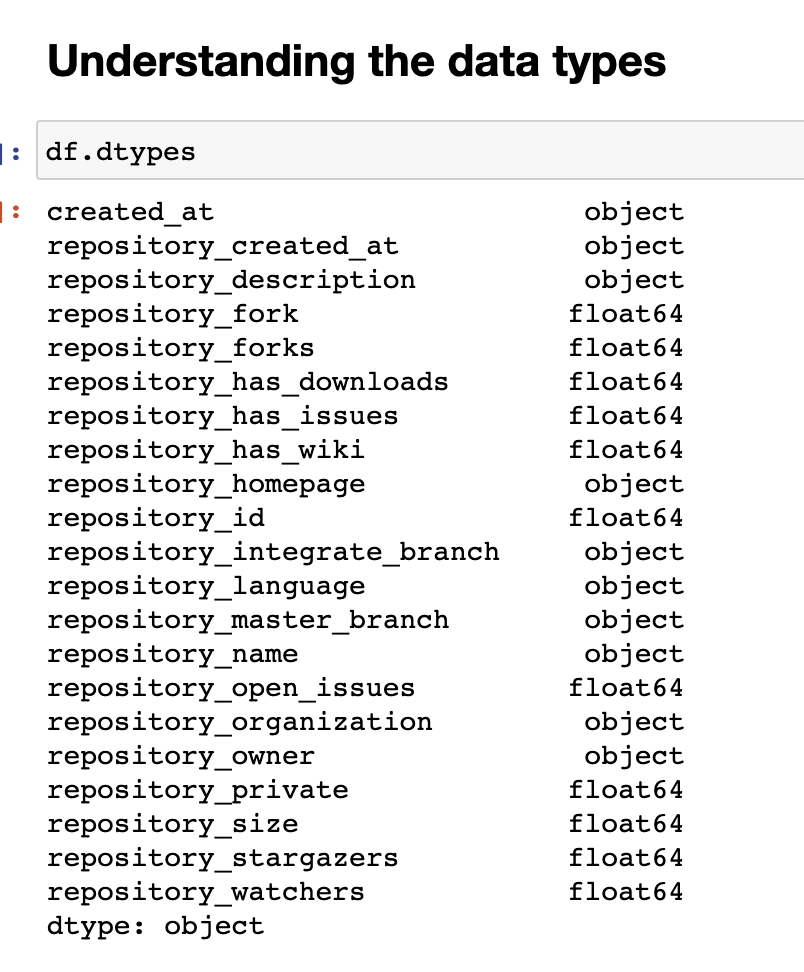 Understanding the data types
]: df.dtypes
]: created_at object
repository_created_at object
repository_description object
repository_fork float64
repository_forks float64
repository_has_downloads float64
repository_has_issues float64
repository_has_wiki float64
repository_homepage object
repository_id float64
repository_integrate_branch object
repository_language object
repository_master_branch object
repository_name object
repository_open_issues float64
repository_organization object
repository_owner object
repository_private float64
repository_size float64
repository_stargazers float64
repository_watchers float64
dtype: object